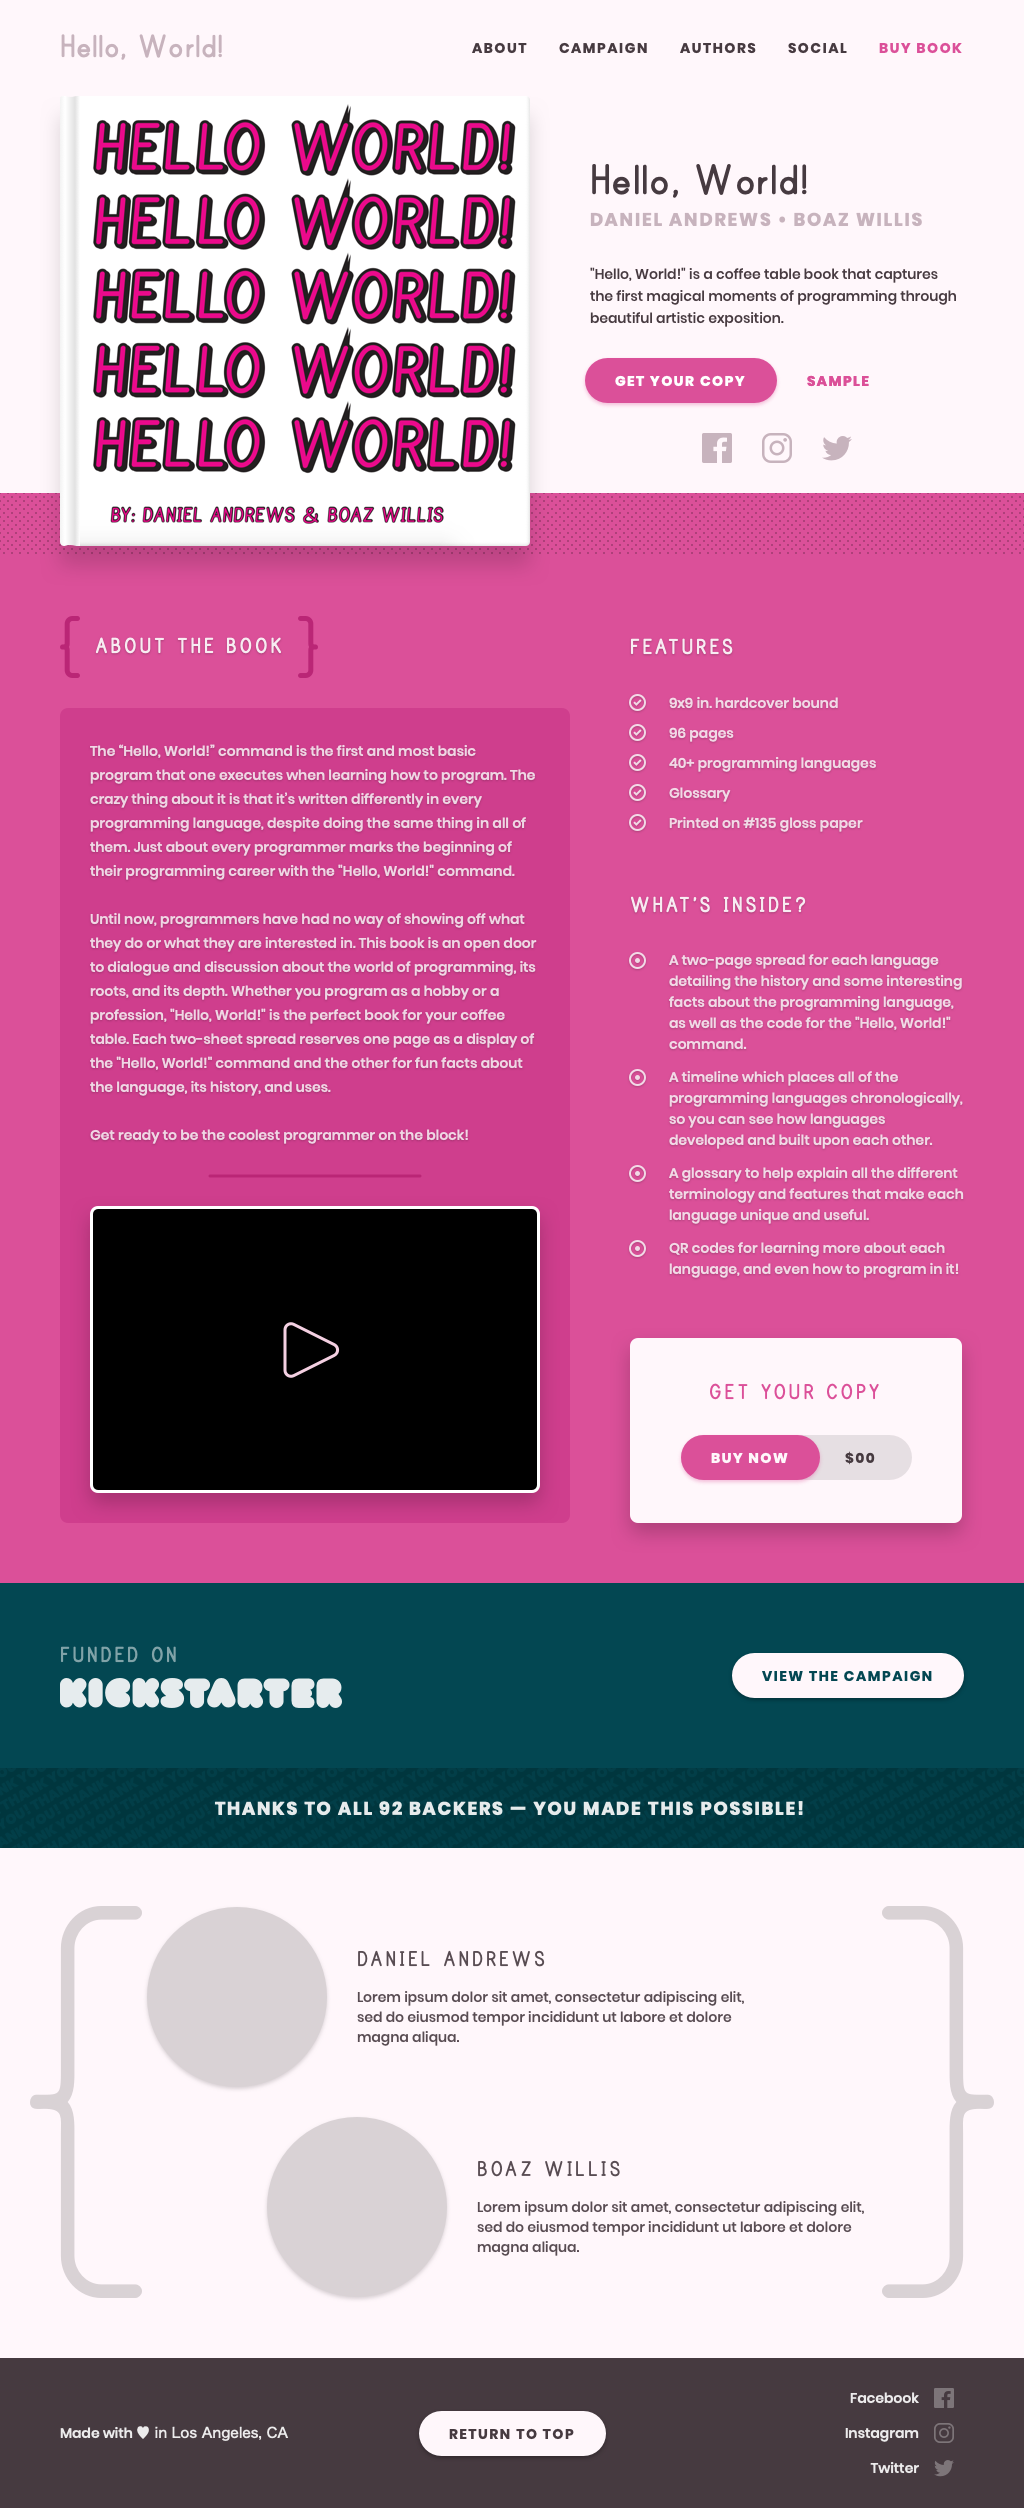 Hello, World!
ABOUT CAMPAIGN AUTHORS SOCIAL BUY BOOK
HELLO WORLD!
HELLO WORLD!
HELLO WORLD!
HELLO WORLD!
HELLO WORLD!
BY: DANIEL ANDREWS & BOAZ WILLIS
Hello, World!
DANIEL ANDREWS • BOAZ WILLIS
"Hello, World!" is a coffee table book that captures
the first magical moments of programming through
beautiful artistic exposition.
GET YOUR COPY SAMPLE
ABOUT THE BOOK
The "Hello, World!" command is the first and most basic
program that one executes when learning how to program. The
crazy thing about it is that it's written differently in every
programming language, despite doing the same thing in all of
them. Just about every programmer marks the beginning of
their programming career with the "Hello, World!" command.
Until now, programmers have had no way of showing off what
they do or what they are interested in. This book is an open door
to dialogue and discussion about the world of programming, its
roots, and its depth. Whether you program as a hobby or a
profession, "Hello, World!" is the perfect book for your coffee
table. Each two-sheet spread reserves one page as a display of
the "Hello, World!" command and the other for fun facts about
the language, its history, and uses.
Get ready to be the coolest programmer on the block!
FEATURES
9x9 in. hardcover bound
96 pages
40+ programming languages
Glossary
Printed on #135 gloss paper
WHAT'S INSIDE?
A two-page spread for each language
detailing the history and some interesting
facts about the programming language,
as well as the code for the "Hello, World!"
command.
A timeline which places all of the
programming languages chronologically,
so you can see how languages
developed and built upon each other.
A glossary to help explain all the different
terminology and features that make each
language unique and useful.
QR codes for learning more about each
language, and even how to program in it!
GET YOUR COPY
BUY NOW $00
FUNDED ON
KICKSTARTER
VIEW THE CAMPAIGN
THANKS TO ALL 92 BACKERS — YOU MADE THIS POSSIBLE!
DANIEL ANDREWS
Lorem ipsum dolor sit amet, consectetur adipiscing elit,
sed do eiusmod tempor incididunt ut labore et dolore
magna aliqua.
BOAZ WILLIS
Lorem ipsum dolor sit amet, consectetur adipiscing elit,
sed do eiusmod tempor incididunt ut labore et dolore
magna aliqua.
Made with ♥ in Los Angeles, CA
RETURN TO TOP
Facebook
Instagram
Twitter